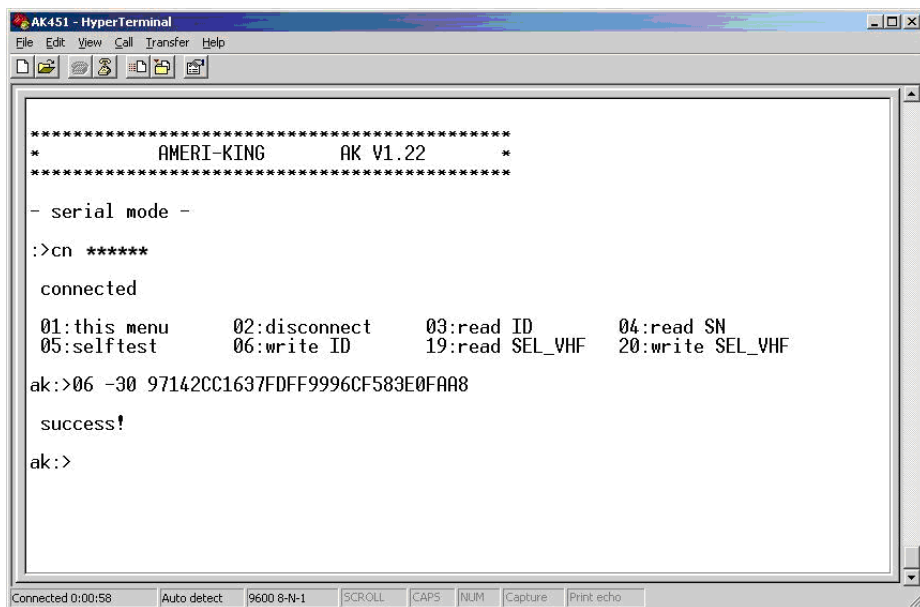 AK451 - HyperTerminal
File Edit View Call Transfer Help
*********************************************
* AMERI-KING AK V1.22 *
*********************************************
- serial mode -
:>cn ******
connected
01:this menu 02:disconnect 03:read ID 04:read SN
05:selftest 06:write ID 19:read SEL_VHF 20:write SEL_VHF
ak:>06 -30 97142CC1637FDFF9996CF583E0FAA8
success!
ak:>
Connected 0:00:58 Auto detect 9600 8-N-1 SCROLL CAPS NUM Capture Print echo